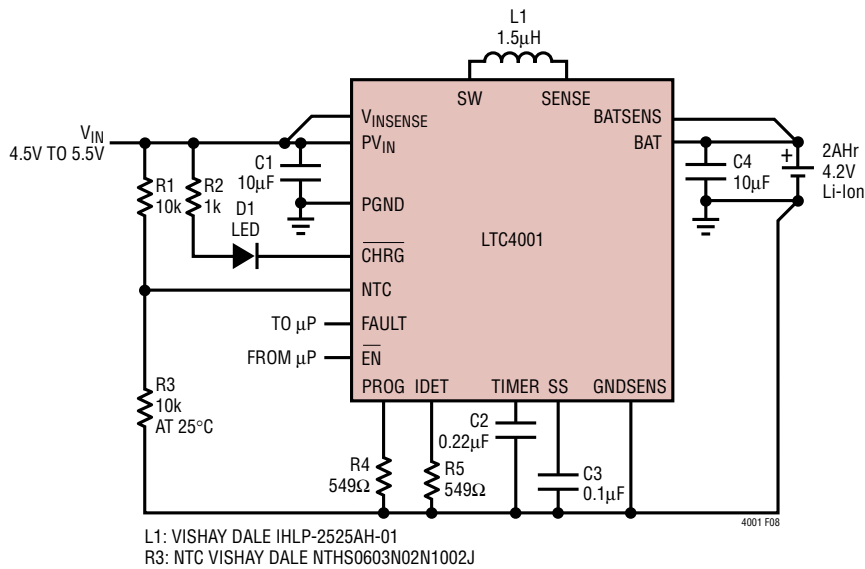 L1
1.5μH
SW
SENSE
VINSENSE
BATSENS
VIN
4.5V TO 5.5V
PVIN
BAT
R1
10k
R2
1k
C1
10μF
D1
LED
PGND
C4
10μF
+
2AHr
4.2V
Li-Ion
LTC4001
CHRG
NTC
TO μP
FAULT
FROM μP
EN
R3
10k
AT 25°C
PROG
IDET
TIMER
SS
GNDSENS
R4
549Ω
R5
549Ω
C2
0.22μF
C3
0.1μF
4001 F08
L1: VISHAY DALE IHLP-2525AH-01
R3: NTC VISHAY DALE NTHS0603N02N1002J